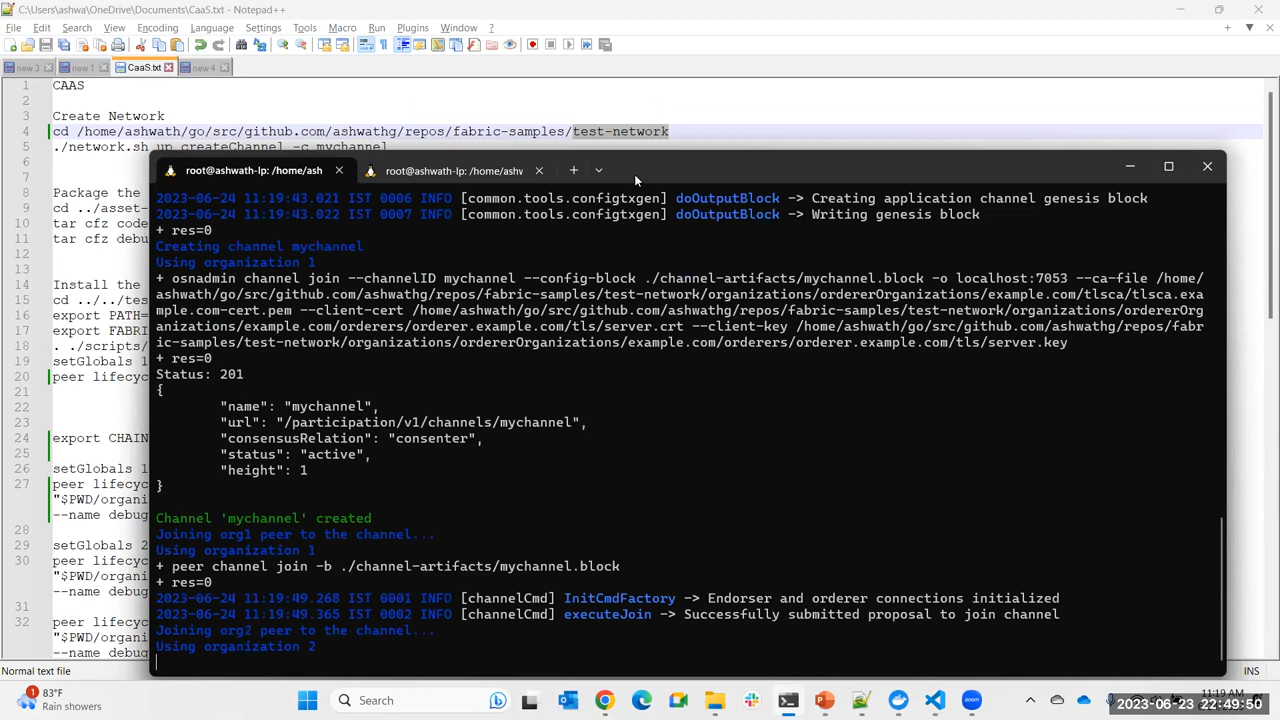 C:\Users\ashwa\OneDrive\Documents\CaaS.txt - Notepad++
File Edit Search View Encoding Language Settings Tools Macro Run Plugins Window ?
new 3 new 1 CaaS.txt new 4
1 CAAS
2
3 Create Network
4 cd /home/ashwath/go/src/github.com/ashwathg/repos/fabric-samples/test-network
5 ./network.sh up createChannel -c mychannel
6
7
8 Package the
9 cd ../asset-
10 tar cfz code
11 tar cfz debu
12
13
14 Install the
15 cd ../../tes
16 export PATH=
17 export FABRI
18 . ./scripts/
19 setGlobals 1
20 peer lifecyc
21
22
23
24 export CHAIN
25
26 setGlobals 1
27 peer lifecyc
"$PWD/organi
--name debug
28
29 setGlobals 2
30 peer lifecyc
"$PWD/organi
--name debug
31
32 peer lifecyc
"$PWD/organi
--name debug
root@ashwath-lp: /home/ash root@ashwath-lp: /home/ashw
2023-06-24 11:19:43.021 IST 0006 INFO [common.tools.configtxgen] doOutputBlock -> Creating application channel genesis block
2023-06-24 11:19:43.022 IST 0007 INFO [common.tools.configtxgen] doOutputBlock -> Writing genesis block
+ res=0
Creating channel mychannel
Using organization 1
+ osnadmin channel join --channelID mychannel --config-block ./channel-artifacts/mychannel.block -o localhost:7053 --ca-file /home/
ashwath/go/src/github.com/ashwathg/repos/fabric-samples/test-network/organizations/ordererOrganizations/example.com/tlsca/tlsca.exa
mple.com-cert.pem --client-cert /home/ashwath/go/src/github.com/ashwathg/repos/fabric-samples/test-network/organizations/ordererOrg
anizations/example.com/orderers/orderer.example.com/tls/server.crt --client-key /home/ashwath/go/src/github.com/ashwathg/repos/fabr
ic-samples/test-network/organizations/ordererOrganizations/example.com/orderers/orderer.example.com/tls/server.key
+ res=0
Status: 201
{
"name": "mychannel",
"url": "/participation/v1/channels/mychannel",
"consensusRelation": "consenter",
"status": "active",
"height": 1
}
Channel 'mychannel' created
Joining org1 peer to the channel...
Using organization 1
+ peer channel join -b ./channel-artifacts/mychannel.block
+ res=0
2023-06-24 11:19:49.268 IST 0001 INFO [channelCmd] InitCmdFactory -> Endorser and orderer connections initialized
2023-06-24 11:19:49.365 IST 0002 INFO [channelCmd] executeJoin -> Successfully submitted proposal to join channel
Joining org2 peer to the channel...
Using organization 2
Normal text file INS
1 83°F
Rain showers
Search
11:19 AM
2023-06-23 22:49:50